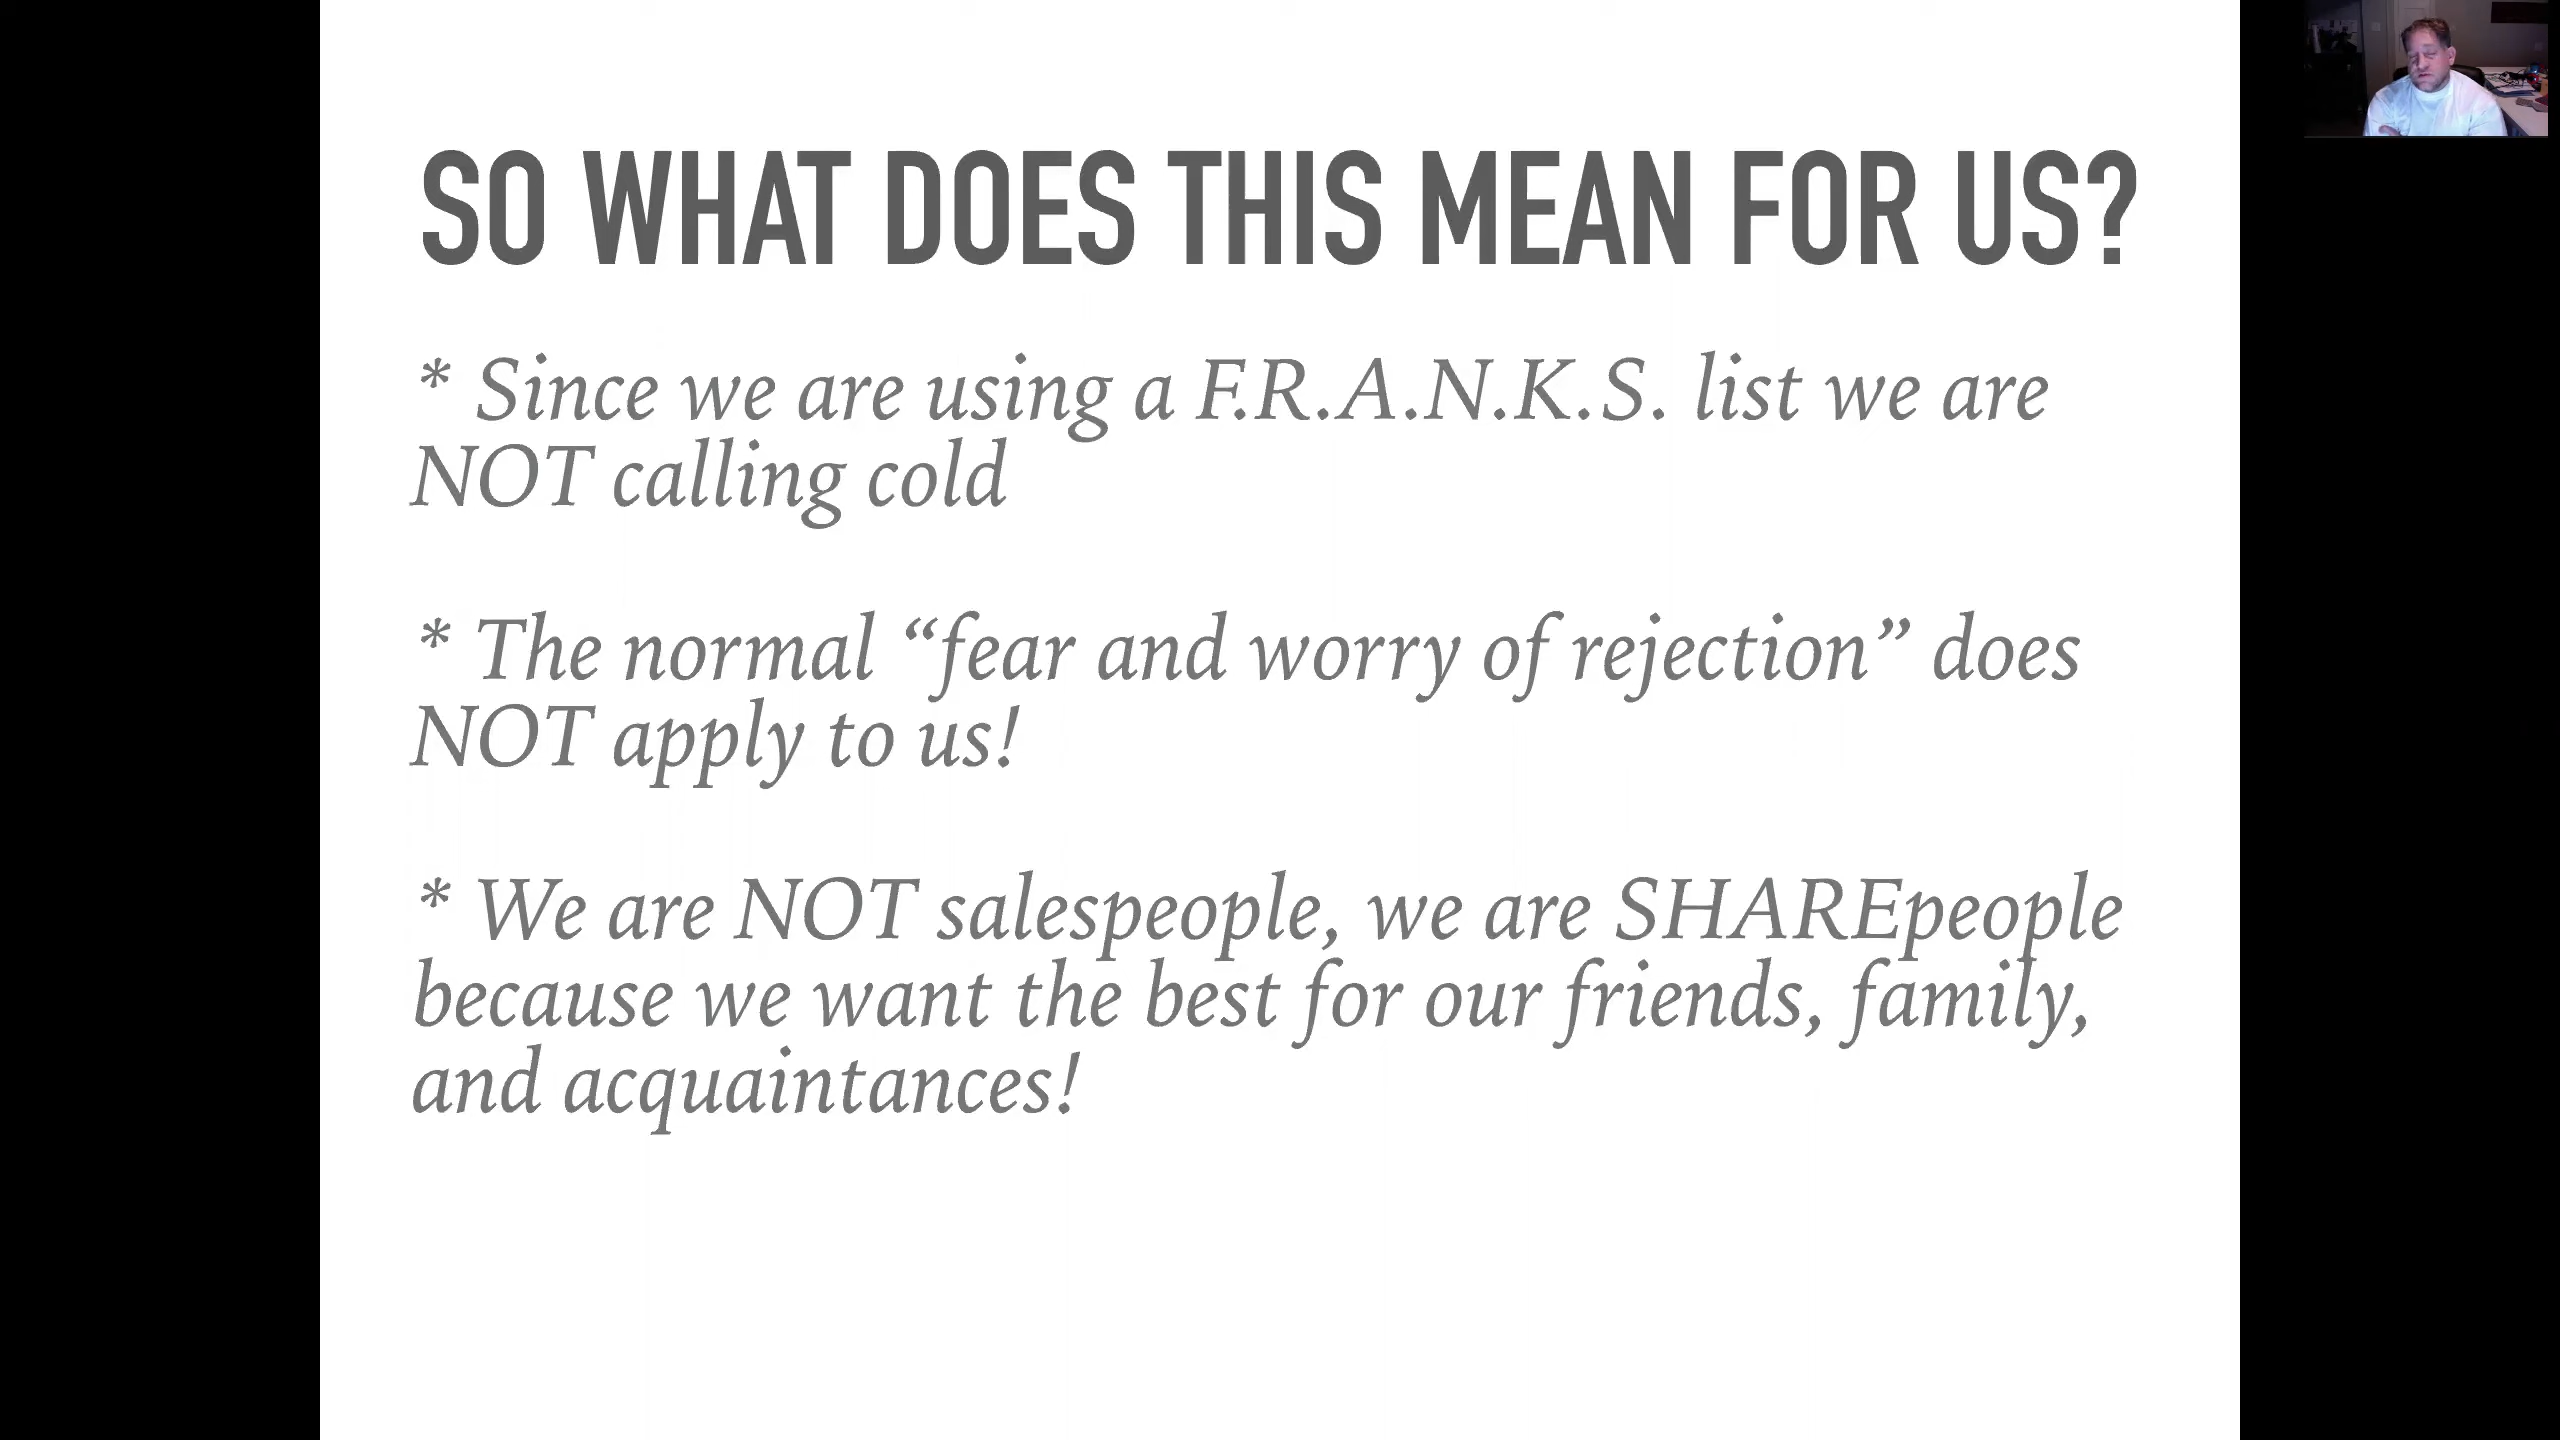 SO WHAT DOES THIS MEAN FOR US?
* Since we are using a F.R.A.N.K.S. list we are
NOT calling cold
* The normal “fear and worry of rejection” does
NOT apply to us!
* We are NOT salespeople, we are SHAREpeople
because we want the best for our friends, family,
and acquaintances!